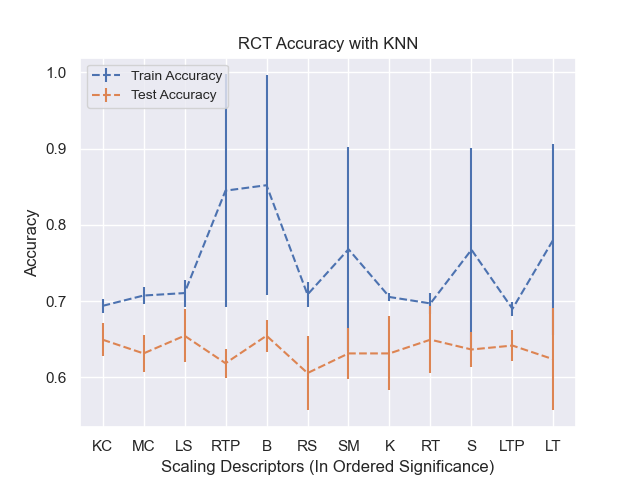 RCT Accuracy with KNN
Train Accuracy
Test Accuracy
1.0
0.9
0.8
0.7
0.6
Accuracy
KC MC LS RTP B RS SM K RT S LTP LT
Scaling Descriptors (In Ordered Significance)